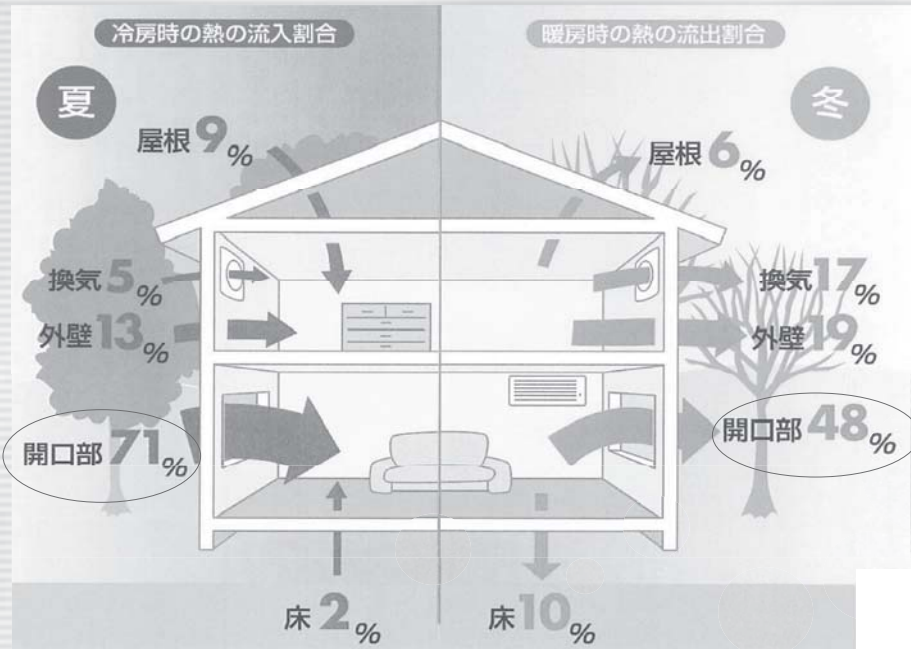 冷房時の熱の流入割合
暖房時の熱の流出割合
夏
冬
屋根9%
屋根6%
換気5%
換気17%
外壁13%
外壁19%
開口部71%
開口部48%
床2%
床10%